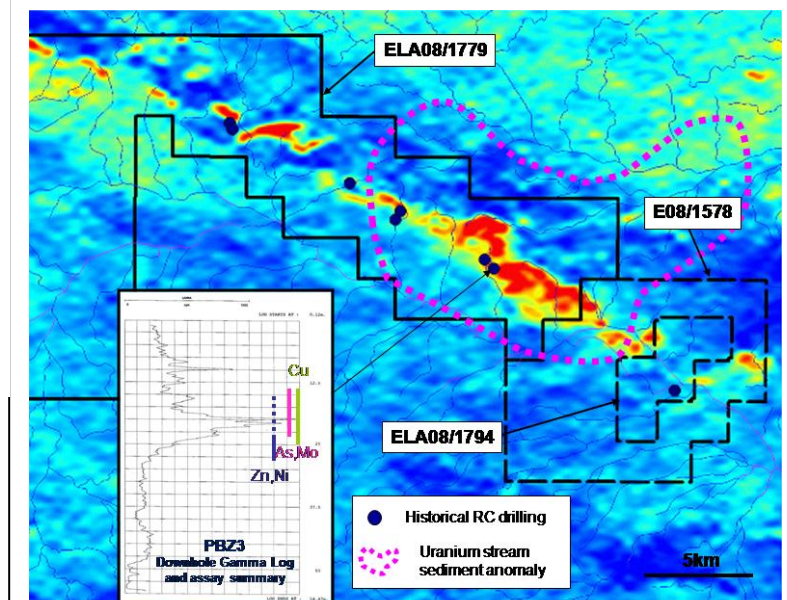 ELA08/1779
E08/1578
Cu
As,Mo
Zn,Ni
ELA08/1794
PBZ3
Downhole Gamma Log
and assay summary
Historical RC drilling
Uranium stream
sediment anomaly
5km